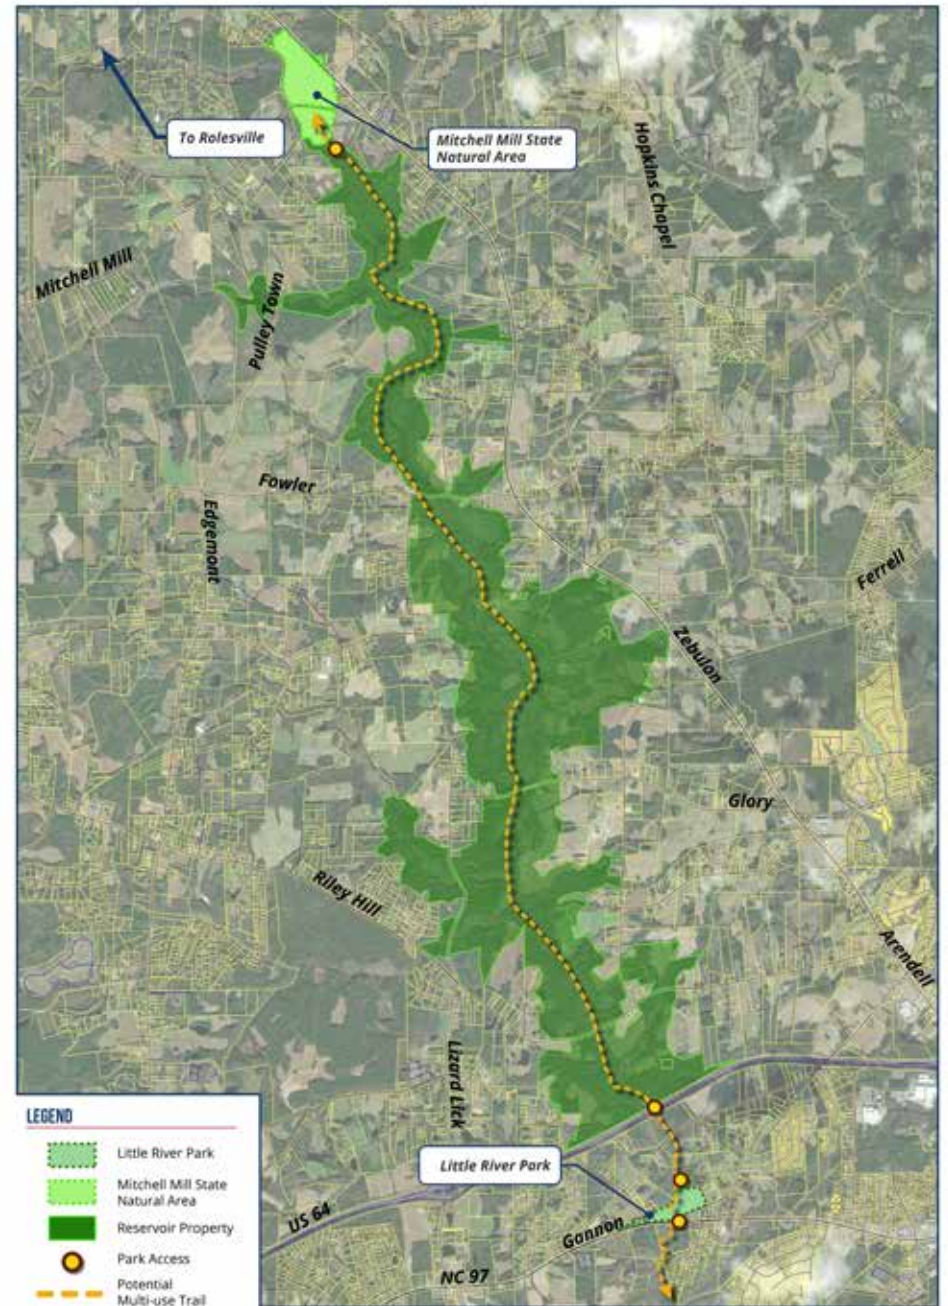 To Rolesville
Mitchell Mill State
Natural Area
Hopkins Chapel
Mitchell Mill
Pulley Town
Fowler
Edgemont
Ferrell
Zebulon
Glory
Riley Hill
Arendell
Lizard Lick
LEGEND
Little River Park
Mitchell Mill State
Natural Area
Reservoir Property
Park Access
Potential
Multi-use Trail
Little River Park
US 64
Gannon
NC 97